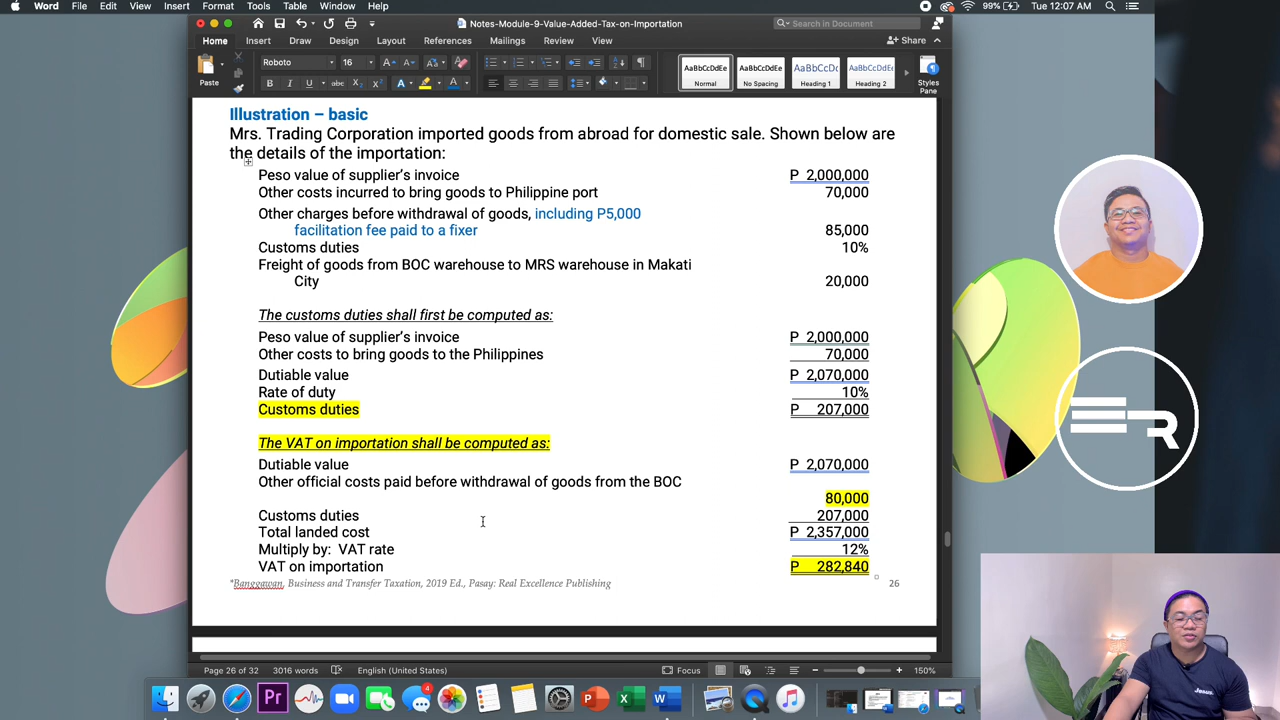 Word File Edit View Insert Format Tools Table Window Help 99% Tue 12:07 AM
Notes-Module-9-Value-Added-Tax-on-Importation
Search in Document
Home Insert Draw Design Layout References Mailings Review View Share
Paste Roboto 16
AaBbCcDdEe AaBbCcDdEe AaBbCcDc AaBbCcDdEe
Normal No Spacing Heading 1 Heading 2 Styles Pane
Illustration – basic
Mrs. Trading Corporation imported goods from abroad for domestic sale. Shown below are
the details of the importation:
Peso value of supplier's invoice P 2,000,000
Other costs incurred to bring goods to Philippine port 70,000
Other charges before withdrawal of goods, including P5,000
facilitation fee paid to a fixer 85,000
Customs duties 10%
Freight of goods from BOC warehouse to MRS warehouse in Makati
City 20,000
The customs duties shall first be computed as:
Peso value of supplier's invoice P 2,000,000
Other costs to bring goods to the Philippines 70,000
Dutiable value P 2,070,000
Rate of duty 10%
Customs duties P 207,000
The VAT on importation shall be computed as:
Dutiable value P 2,070,000
Other official costs paid before withdrawal of goods from the BOC
80,000
Customs duties 207,000
Total landed cost P 2,357,000
Multiply by: VAT rate 12%
VAT on importation P 282,840
*Banggawan, Business and Transfer Taxation, 2019 Ed., Pasay: Real Excellence Publishing 26
Page 26 of 32 3016 words English (United States) Focus 150%
ER
Jesus.
Pr
4